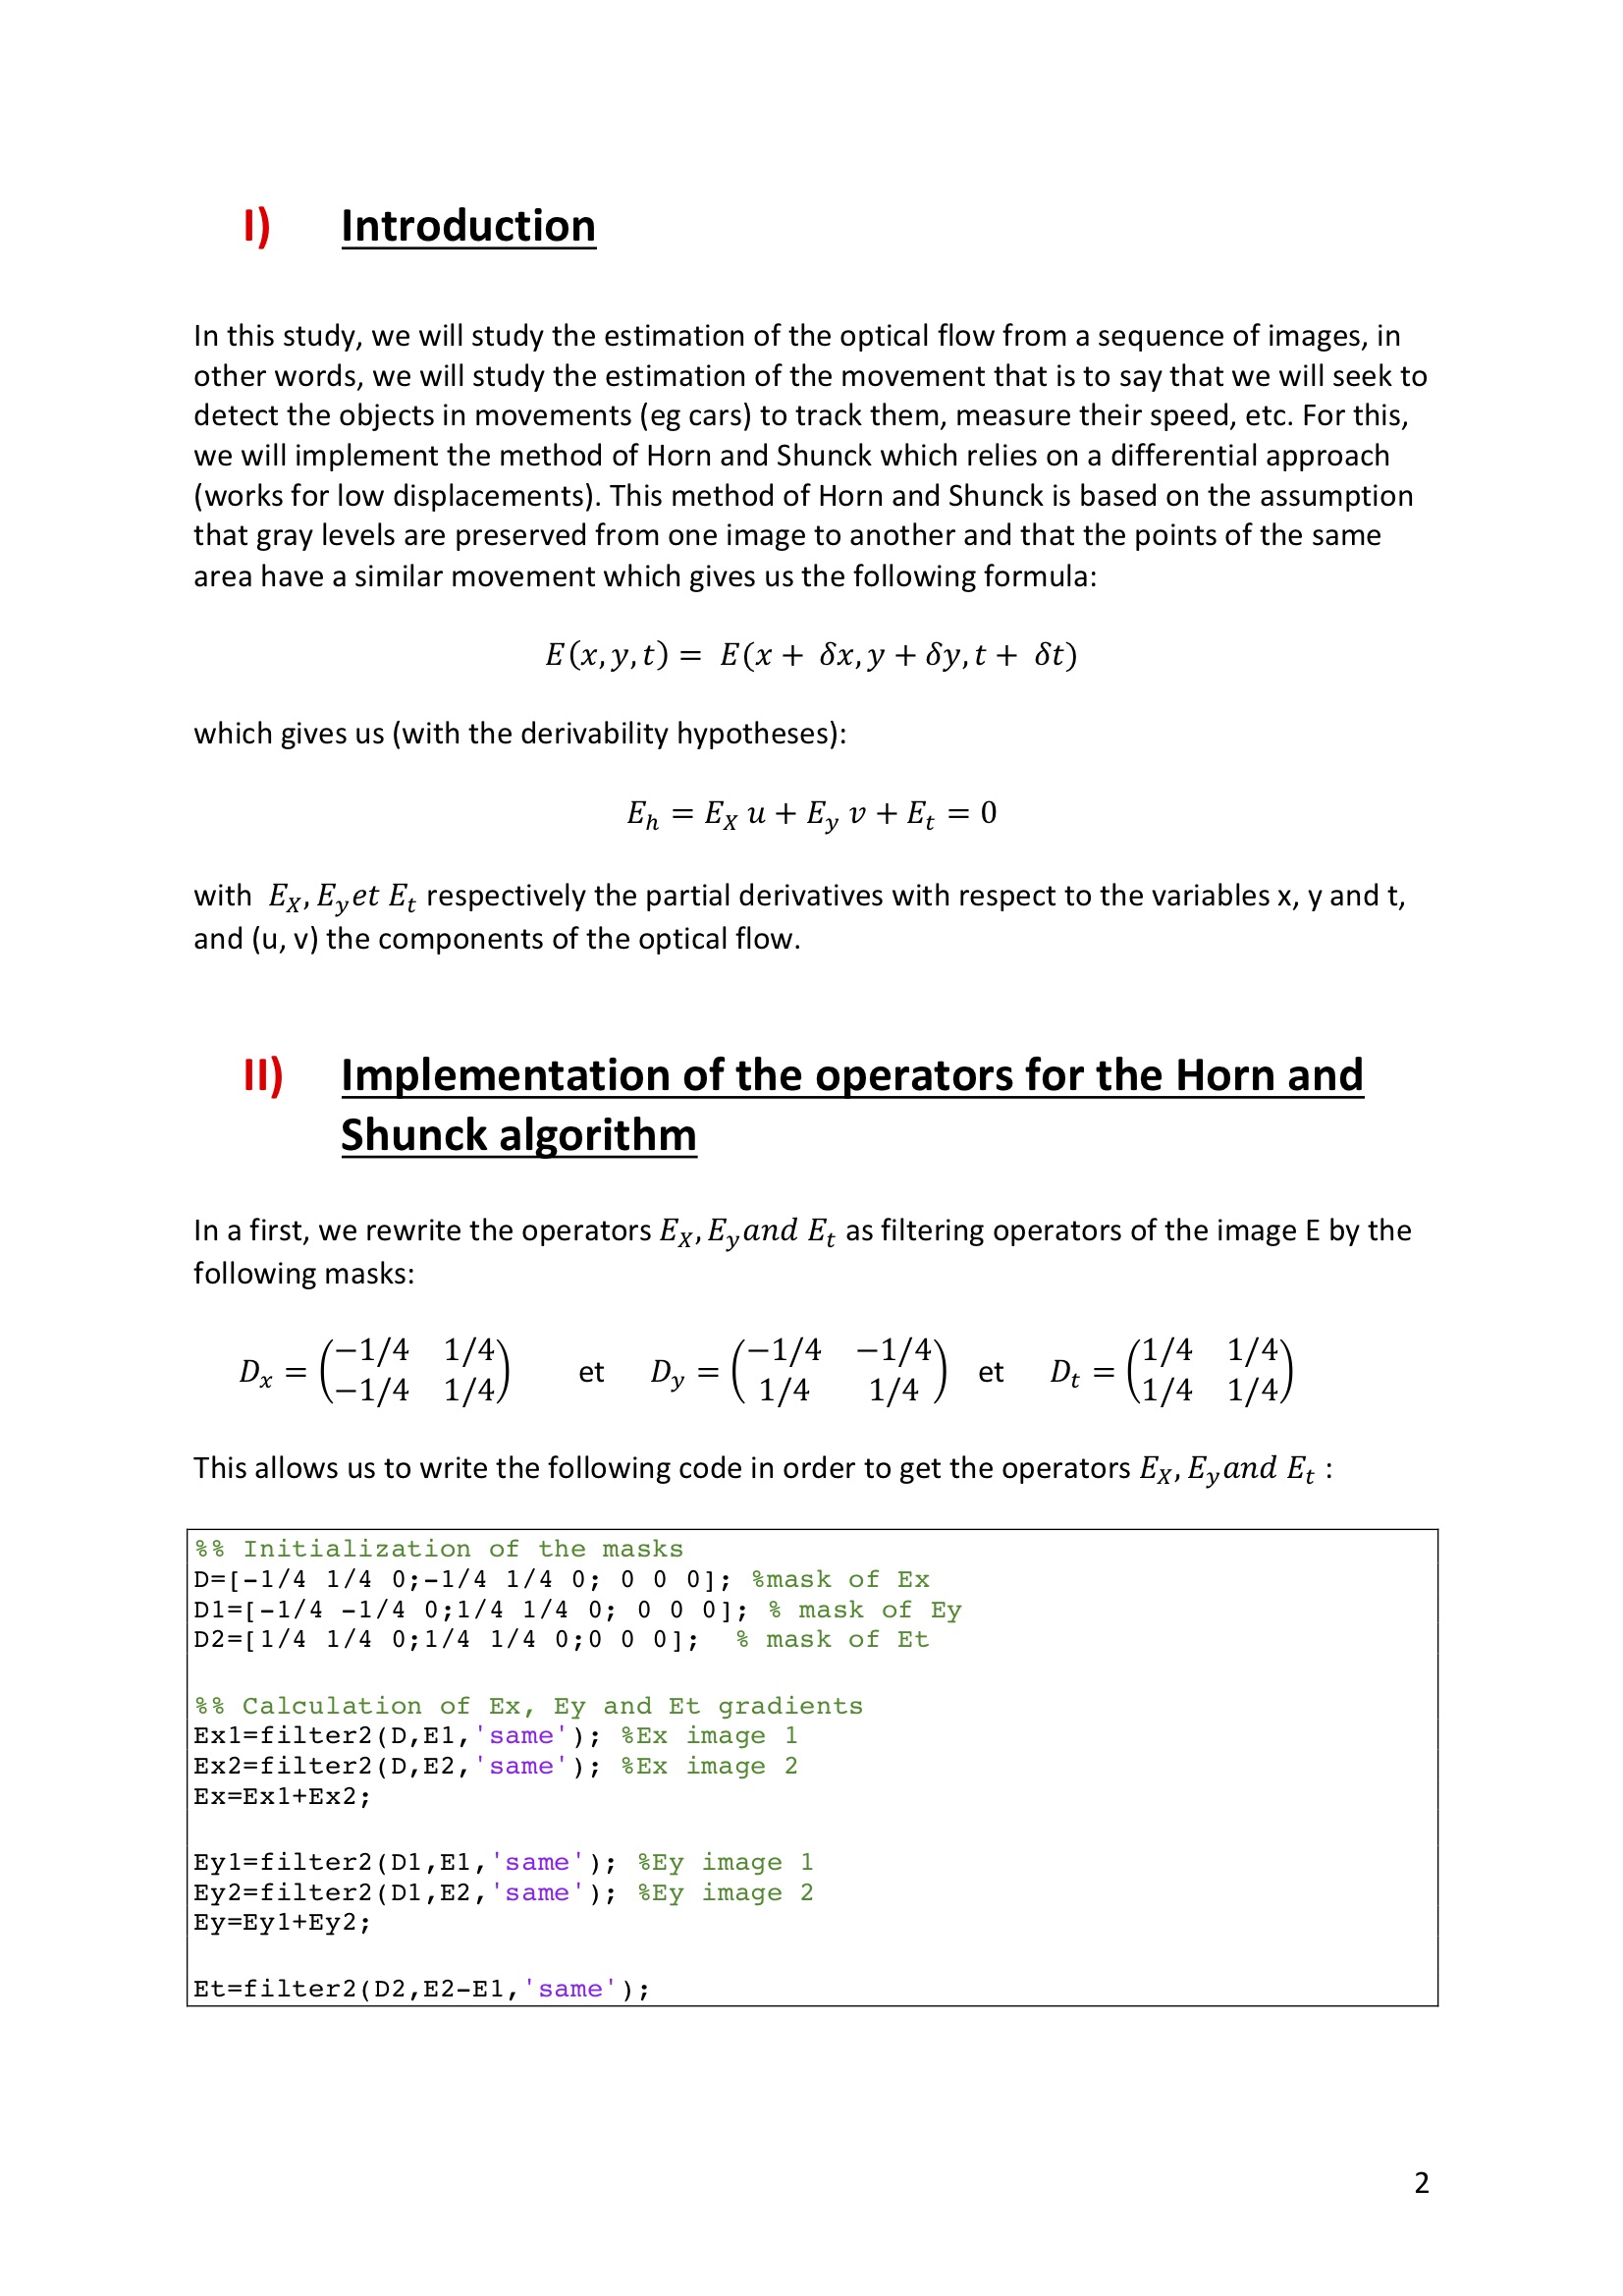 I) Introduction
In this study, we will study the estimation of the optical flow from a sequence of images, in
other words, we will study the estimation of the movement that is to say that we will seek to
detect the objects in movements (eg cars) to track them, measure their speed, etc. For this,
we will implement the method of Horn and Shunck which relies on a differential approach
(works for low displacements). This method of Horn and Shunck is based on the assumption
that gray levels are preserved from one image to another and that the points of the same
area have a similar movement which gives us the following formula:
E(x, y, t) = E(x + δx, y + δy, t + δt)
which gives us (with the derivability hypotheses):
E_h = E_X u + E_y v + E_t = 0
with E_X, E_y et E_t respectively the partial derivatives with respect to the variables x, y and t,
and (u, v) the components of the optical flow.
II) Implementation of the operators for the Horn and
Shunck algorithm
In a first, we rewrite the operators E_X, E_y and E_t as filtering operators of the image E by the
following masks:
D_x = (−1/4 1/4; −1/4 1/4) et D_y = (−1/4 −1/4; 1/4 1/4) et D_t = (1/4 1/4; 1/4 1/4)
This allows us to write the following code in order to get the operators E_X, E_y and E_t :
%% Initialization of the masks
D=[-1/4 1/4 0;-1/4 1/4 0; 0 0 0]; %mask of Ex
D1=[-1/4 -1/4 0;1/4 1/4 0; 0 0 0]; % mask of Ey
D2=[1/4 1/4 0;1/4 1/4 0;0 0 0]; % mask of Et
%% Calculation of Ex, Ey and Et gradients
Ex1=filter2(D,E1,'same'); %Ex image 1
Ex2=filter2(D,E2,'same'); %Ex image 2
Ex=Ex1+Ex2;
Ey1=filter2(D1,E1,'same'); %Ey image 1
Ey2=filter2(D1,E2,'same'); %Ey image 2
Ey=Ey1+Ey2;
Et=filter2(D2,E2-E1,'same');
2